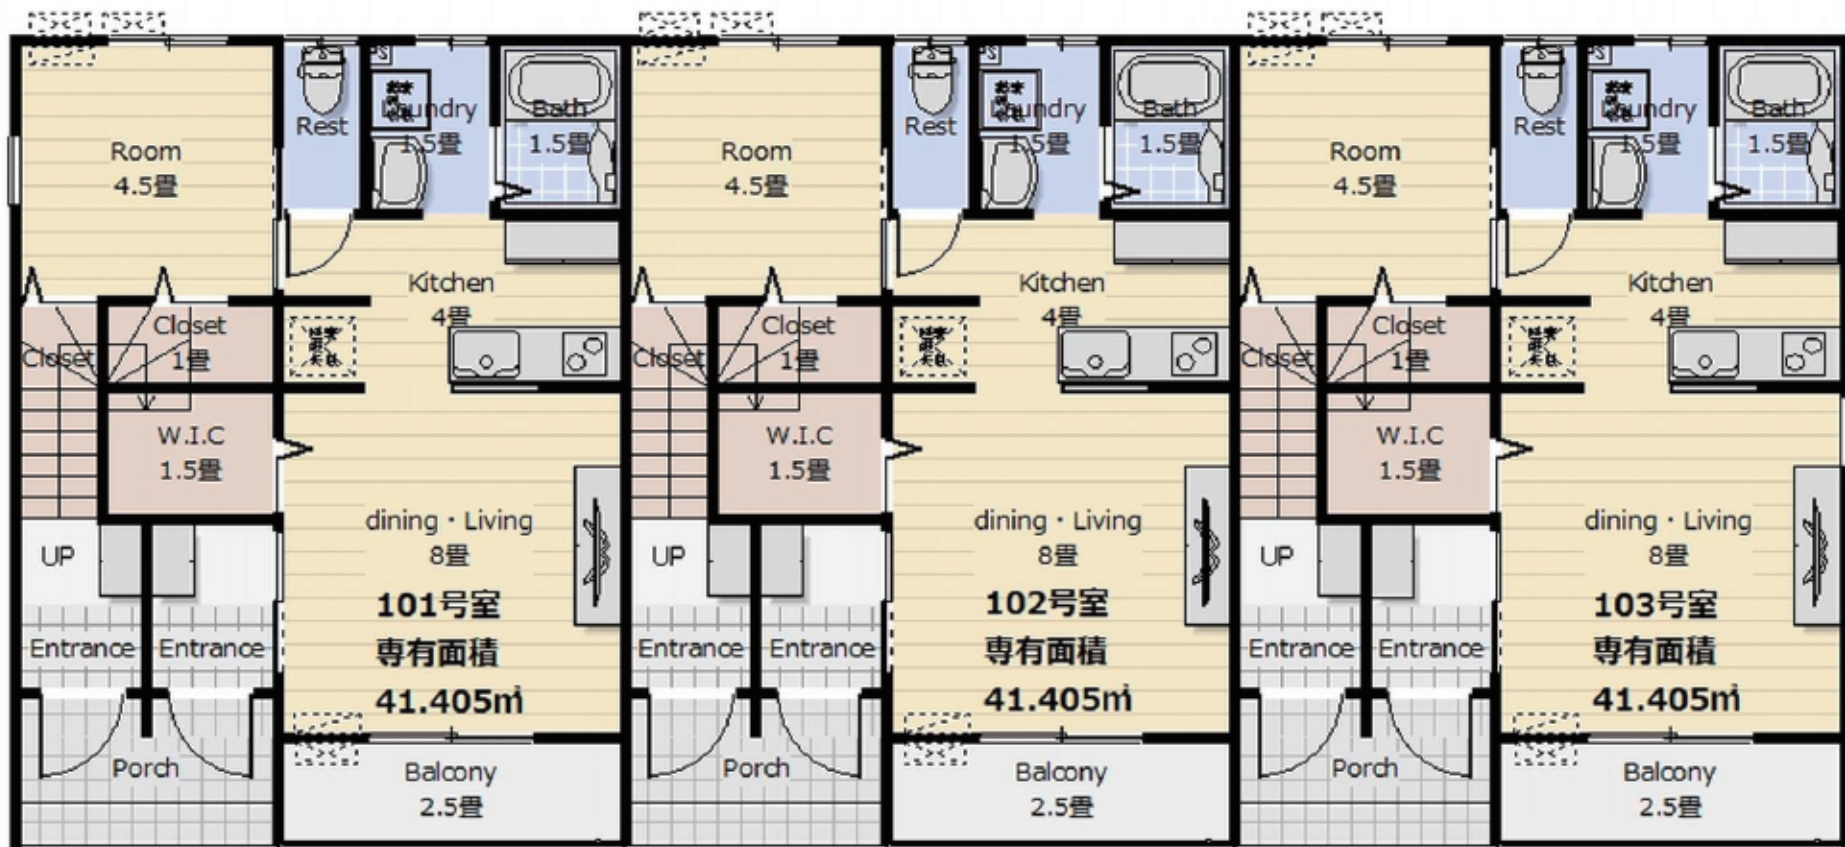 Room
4.5畳
Rest
Laundry
1.5畳
Bath
1.5畳
Kitchen
4畳
Closet
1畳
Closet
W.I.C
1.5畳
dining・Living
8畳
UP
101号室
専有面積
41.405㎡
Entrance
Entrance
Porch
Balcony
2.5畳
Room
4.5畳
Rest
Laundry
1.5畳
Bath
1.5畳
Kitchen
4畳
Closet
1畳
Closet
W.I.C
1.5畳
dining・Living
8畳
UP
102号室
専有面積
41.405㎡
Entrance
Entrance
Porch
Balcony
2.5畳
Room
4.5畳
Rest
Laundry
1.5畳
Bath
1.5畳
Kitchen
4畳
Closet
1畳
Closet
W.I.C
1.5畳
dining・Living
8畳
UP
103号室
専有面積
41.405㎡
Entrance
Entrance
Porch
Balcony
2.5畳